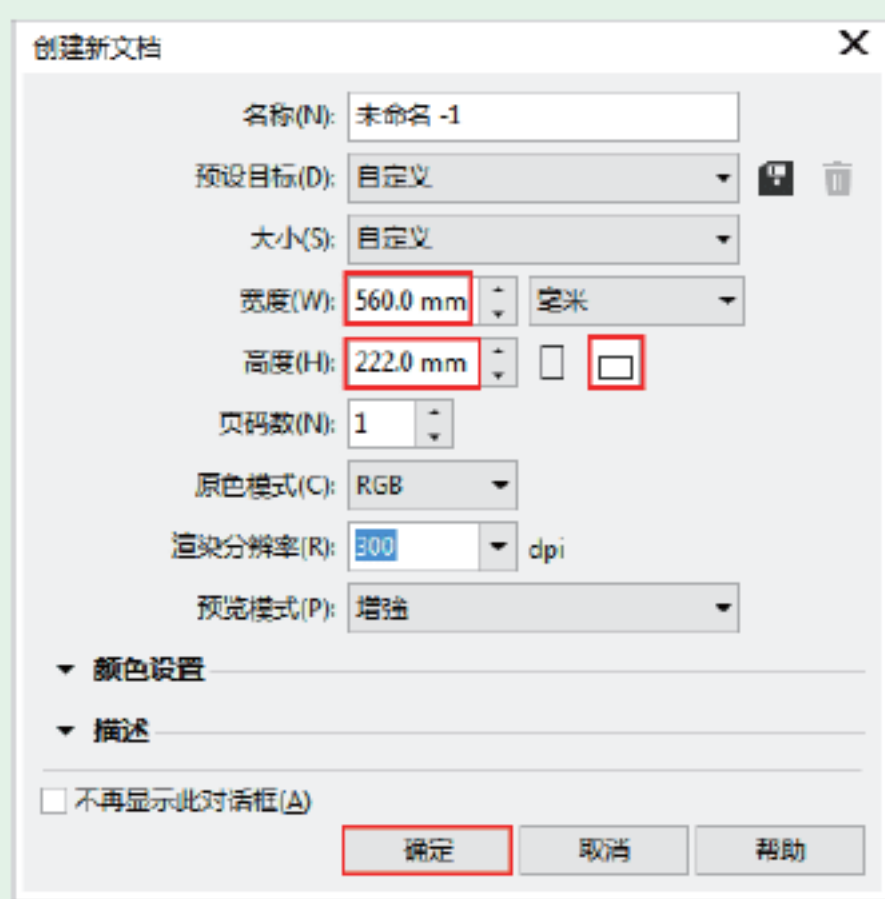 创建新文档
名称(N): 未命名 -1
预设目标(D): 自定义
大小(S): 自定义
宽度(W): 560.0 mm 毫米
高度(H): 222.0 mm
页码数(N): 1
原色模式(C): RGB
渲染分辨率(R): 300 dpi
预览模式(P): 增强
颜色设置
描述
不再显示此对话框(A)
确定 取消 帮助